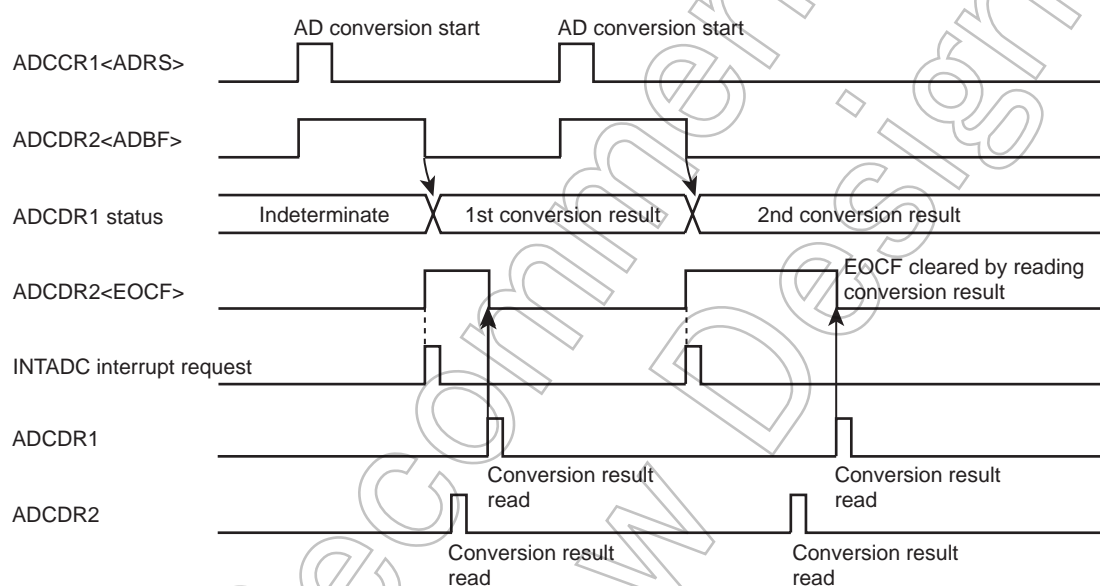 AD conversion start AD conversion start
ADCCR1<ADRS>
ADCDR2<ADBF>
ADCDR1 status Indeterminate 1st conversion result 2nd conversion result
EOCF cleared by reading
ADCDR2<EOCF> conversion result
INTADC interrupt request
ADCDR1
Conversion result Conversion result
read read
ADCDR2
Conversion result Conversion result
read read